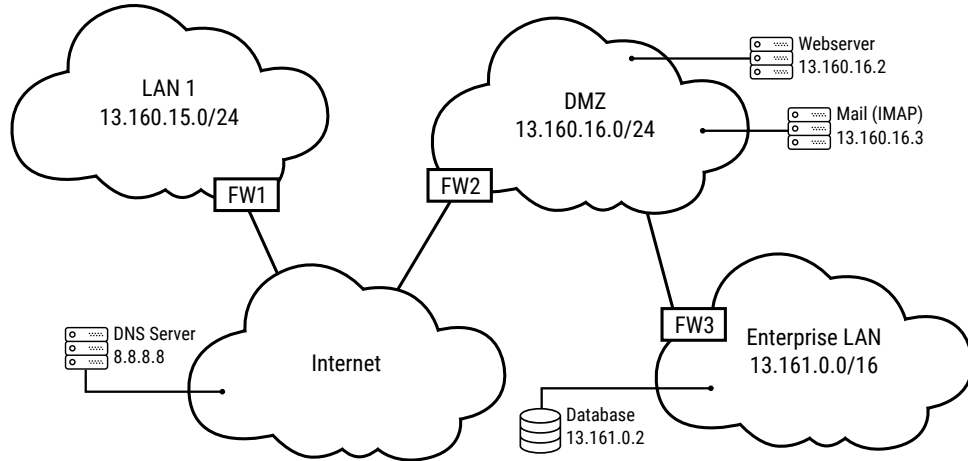 LAN 1
13.160.15.0/24
FW1
DMZ
13.160.16.0/24
FW2
Webserver
13.160.16.2
Mail (IMAP)
13.160.16.3
DNS Server
8.8.8.8
Internet
FW3
Enterprise LAN
13.161.0.0/16
Database
13.161.0.2